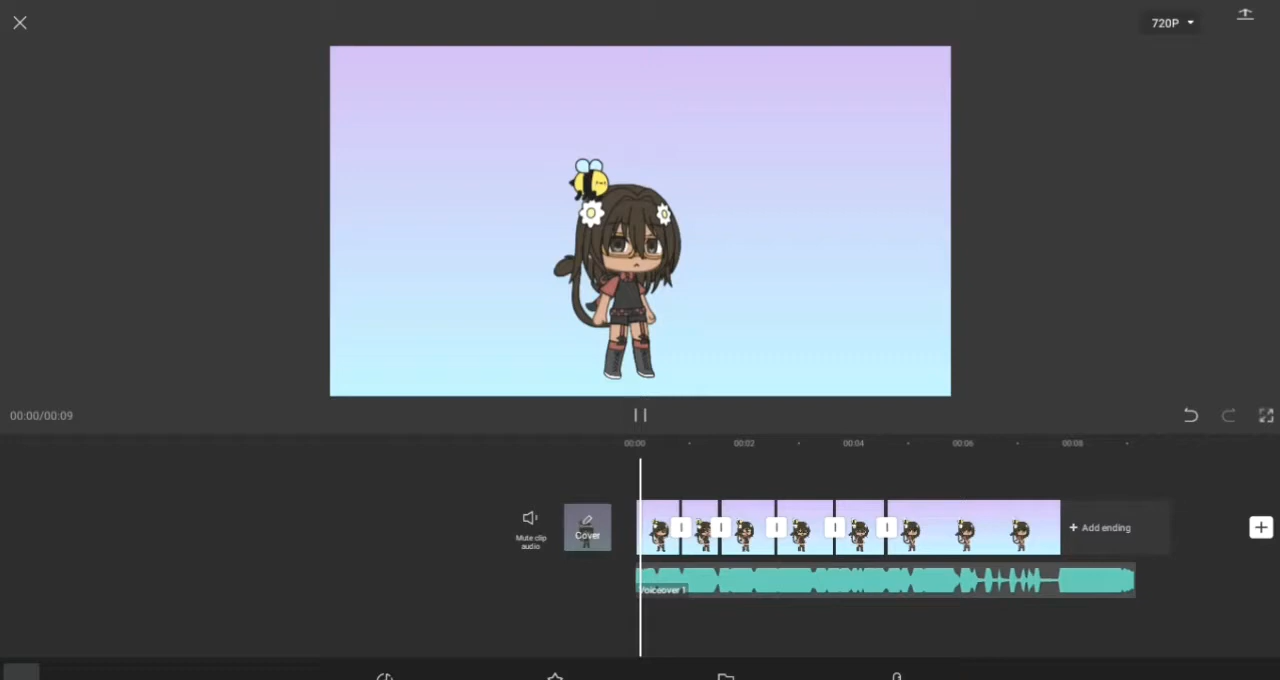 720P
00:00/00:09
00:00
00:02
00:04
00:06
00:08
Mute clip
audio
Cover
+ Add ending
Voiceover 1